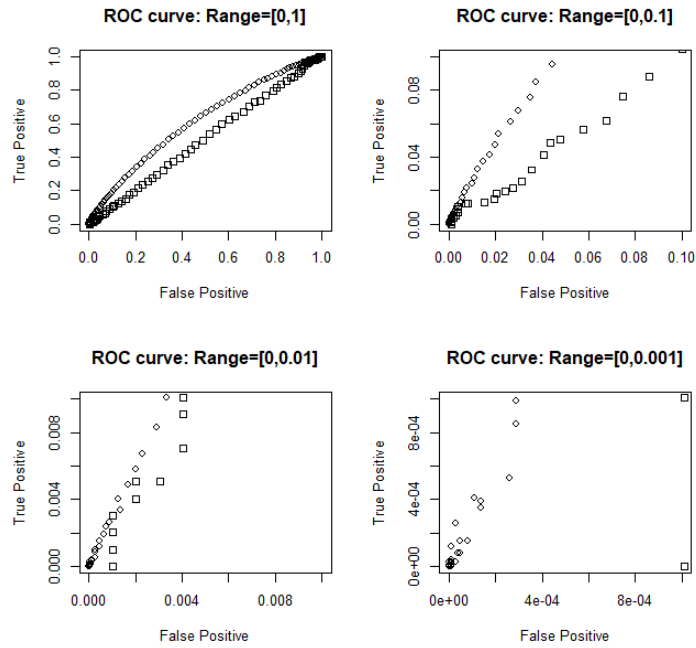 ROC curve: Range=[0,1]
True Positive
0.0 0.2 0.4 0.6 0.8 1.0
0.0 0.2 0.4 0.6 0.8 1.0
False Positive
ROC curve: Range=[0,0.1]
True Positive
0.00 0.04 0.08
0.00 0.02 0.04 0.06 0.08 0.10
False Positive
ROC curve: Range=[0,0.01]
True Positive
0.000 0.004 0.008
0.000 0.004 0.008
False Positive
ROC curve: Range=[0,0.001]
True Positive
0e+00 4e-04 8e-04
0e+00 4e-04 8e-04
False Positive